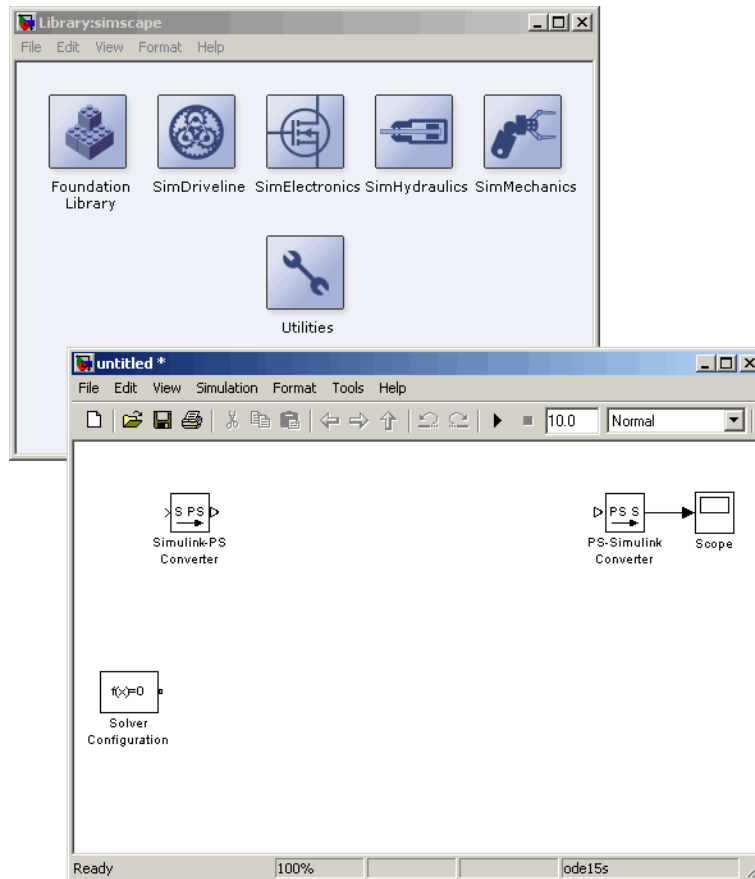 Library:simscape
File Edit View Format Help
Foundation Library
SimDriveline
SimElectronics
SimHydraulics
SimMechanics
Utilities
untitled *
File Edit View Simulation Format Tools Help
10.0 Normal
S PS
Simulink-PS
Converter
PS S
PS-Simulink
Converter
Scope
f(x)=0
Solver
Configuration
Ready 100% ode15s